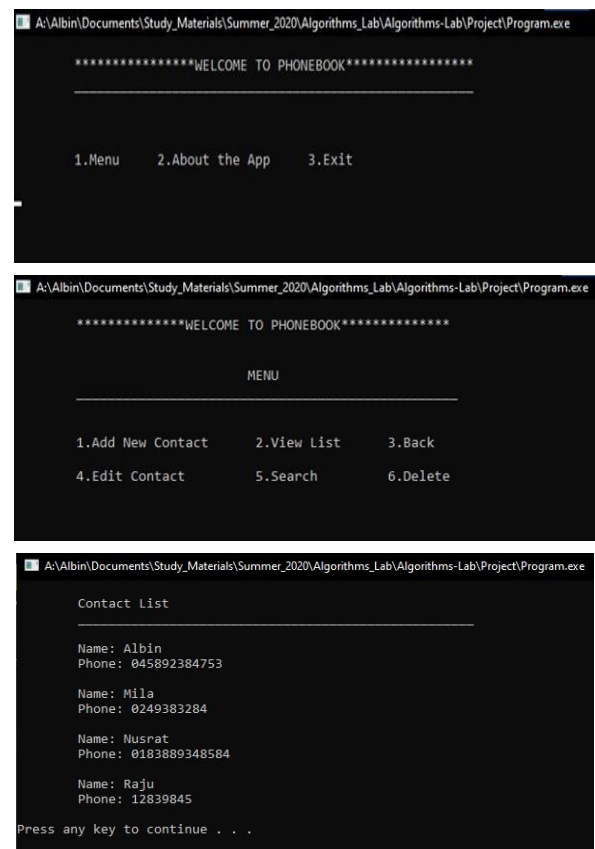 A:\Albin\Documents\Study_Materials\Summer_2020\Algorithms_Lab\Algorithms-Lab\Project\Program.exe
****************WELCOME TO PHONEBOOK*****************
1.Menu 2.About the App 3.Exit
A:\Albin\Documents\Study_Materials\Summer_2020\Algorithms_Lab\Algorithms-Lab\Project\Program.exe
**************WELCOME TO PHONEBOOK**************
MENU
1.Add New Contact 2.View List 3.Back
4.Edit Contact 5.Search 6.Delete
A:\Albin\Documents\Study_Materials\Summer_2020\Algorithms_Lab\Algorithms-Lab\Project\Program.exe
Contact List
Name: Albin
Phone: 045892384753
Name: Mila
Phone: 0249383284
Name: Nusrat
Phone: 0183889348584
Name: Raju
Phone: 12839845
Press any key to continue . . .